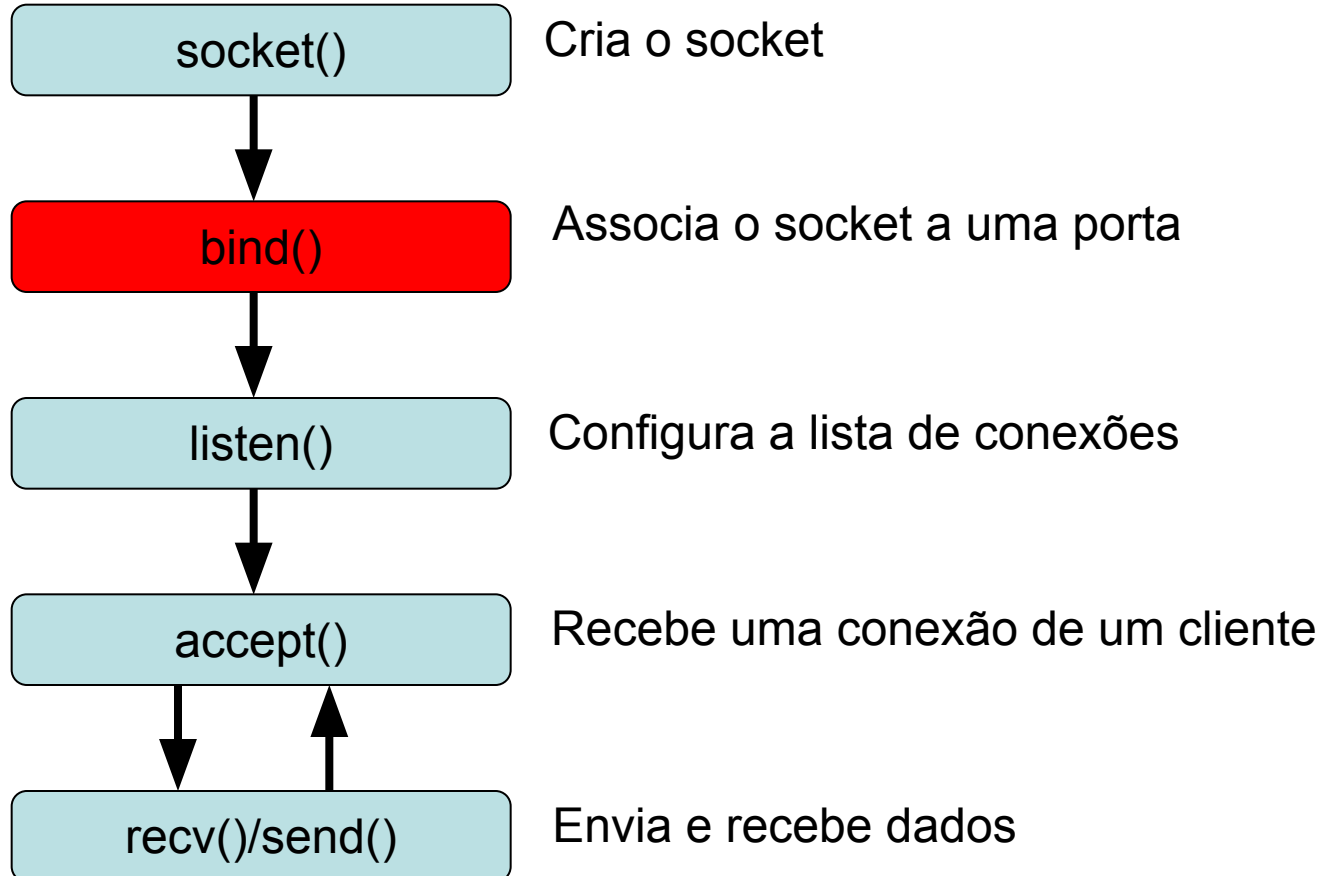 socket()
Cria o socket
bind()
Associa o socket a uma porta
listen()
Configura a lista de conexões
accept()
Recebe uma conexão de um cliente
recv()/send()
Envia e recebe dados